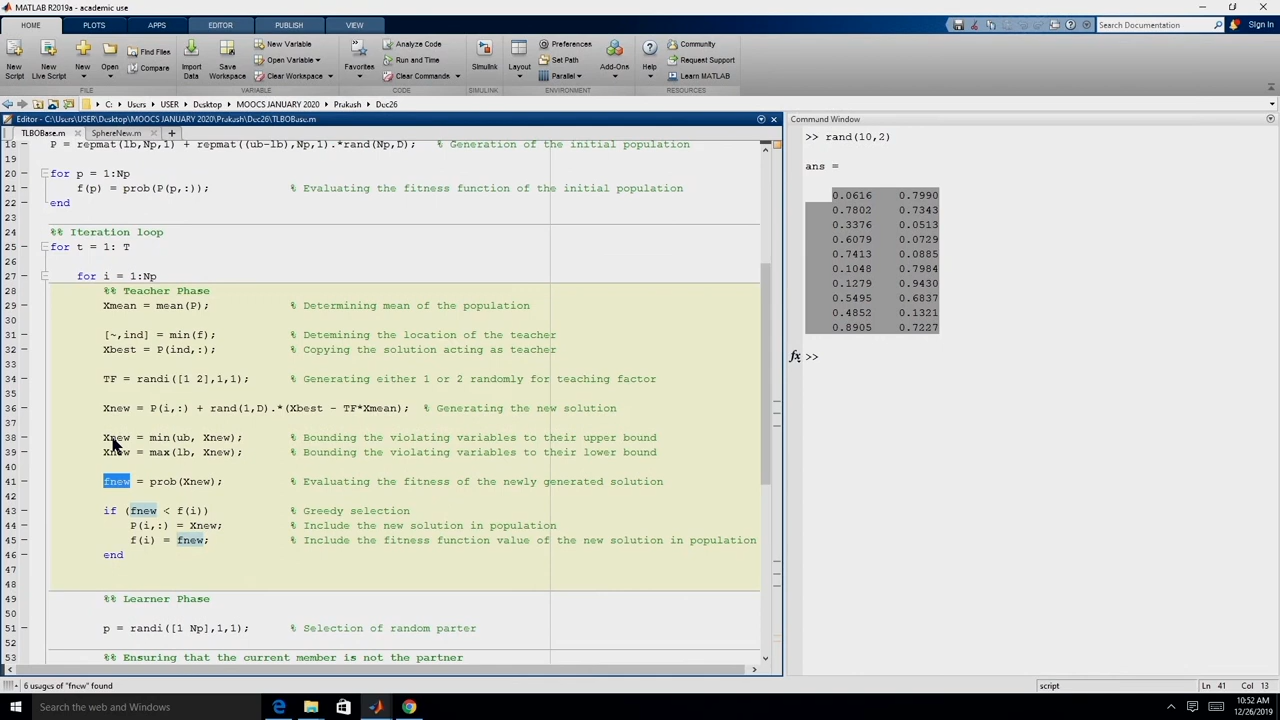 MATLAB R2019a - academic use
HOME PLOTS APPS EDITOR PUBLISH VIEW
Search Documentation Sign In
New Script New Live Script New Open Find Files Compare Import Data Save Workspace New Variable Open Variable Clear Workspace Favorites Analyze Code Run and Time Clear Commands Simulink Layout Preferences Set Path Parallel Add-Ons Help Community Request Support Learn MATLAB
FILE VARIABLE CODE SIMULINK ENVIRONMENT RESOURCES
C: Users USER Desktop MOOCS JANUARY 2020 Prakash Dec26
Editor - C:\Users\USER\Desktop\MOOCS JANUARY 2020\Prakash\Dec26\TLBOBase.m
TLBOBase.m SphereNew.m
18 P = repmat(lb,Np,1) + repmat((ub-lb),Np,1).*rand(Np,D); % Generation of the initial population
19
20 for p = 1:Np
21 f(p) = prob(P(p,:)); % Evaluating the fitness function of the initial population
22 end
23
24 %% Iteration loop
25 for t = 1: T
26
27 for i = 1:Np
28 %% Teacher Phase
29 Xmean = mean(P); % Determining mean of the population
30
31 [~,ind] = min(f); % Detemining the location of the teacher
32 Xbest = P(ind,:); % Copying the solution acting as teacher
33
34 TF = randi([1 2],1,1); % Generating either 1 or 2 randomly for teaching factor
35
36 Xnew = P(i,:) + rand(1,D).*(Xbest - TF*Xmean); % Generating the new solution
37
38 Xnew = min(ub, Xnew); % Bounding the violating variables to their upper bound
39 Xnew = max(lb, Xnew); % Bounding the violating variables to their lower bound
40
41 fnew = prob(Xnew); % Evaluating the fitness of the newly generated solution
42
43 if (fnew < f(i)) % Greedy selection
44 P(i,:) = Xnew; % Include the new solution in population
45 f(i) = fnew; % Include the fitness function value of the new solution in population
46 end
47
48
49 %% Learner Phase
50
51 p = randi([1 Np],1,1); % Selection of random parter
52
53 %% Ensuring that the current member is not the partner
Command Window
>> rand(10,2)
ans =
0.0616 0.7990
0.7802 0.7343
0.3376 0.0513
0.6079 0.0729
0.7413 0.0885
0.1048 0.7984
0.1279 0.9430
0.5495 0.6837
0.4852 0.1321
0.8905 0.7227
fx >>
6 usages of "fnew" found script Ln 41 Col 13
Search the web and Windows
10:52 AM
12/26/2019